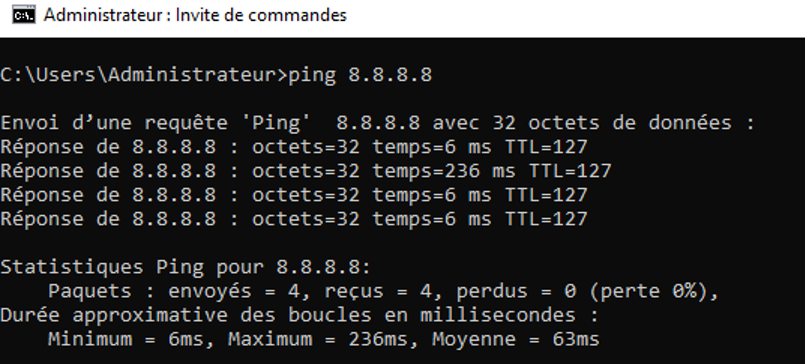 Administrateur : Invite de commandes
C:\Users\Administrateur>ping 8.8.8.8
Envoi d’une requête 'Ping'  8.8.8.8 avec 32 octets de données :
Réponse de 8.8.8.8 : octets=32 temps=6 ms TTL=127
Réponse de 8.8.8.8 : octets=32 temps=236 ms TTL=127
Réponse de 8.8.8.8 : octets=32 temps=6 ms TTL=127
Réponse de 8.8.8.8 : octets=32 temps=6 ms TTL=127
Statistiques Ping pour 8.8.8.8:
    Paquets : envoyés = 4, reçus = 4, perdus = 0 (perte 0%),
Durée approximative des boucles en millisecondes :
    Minimum = 6ms, Maximum = 236ms, Moyenne = 63ms